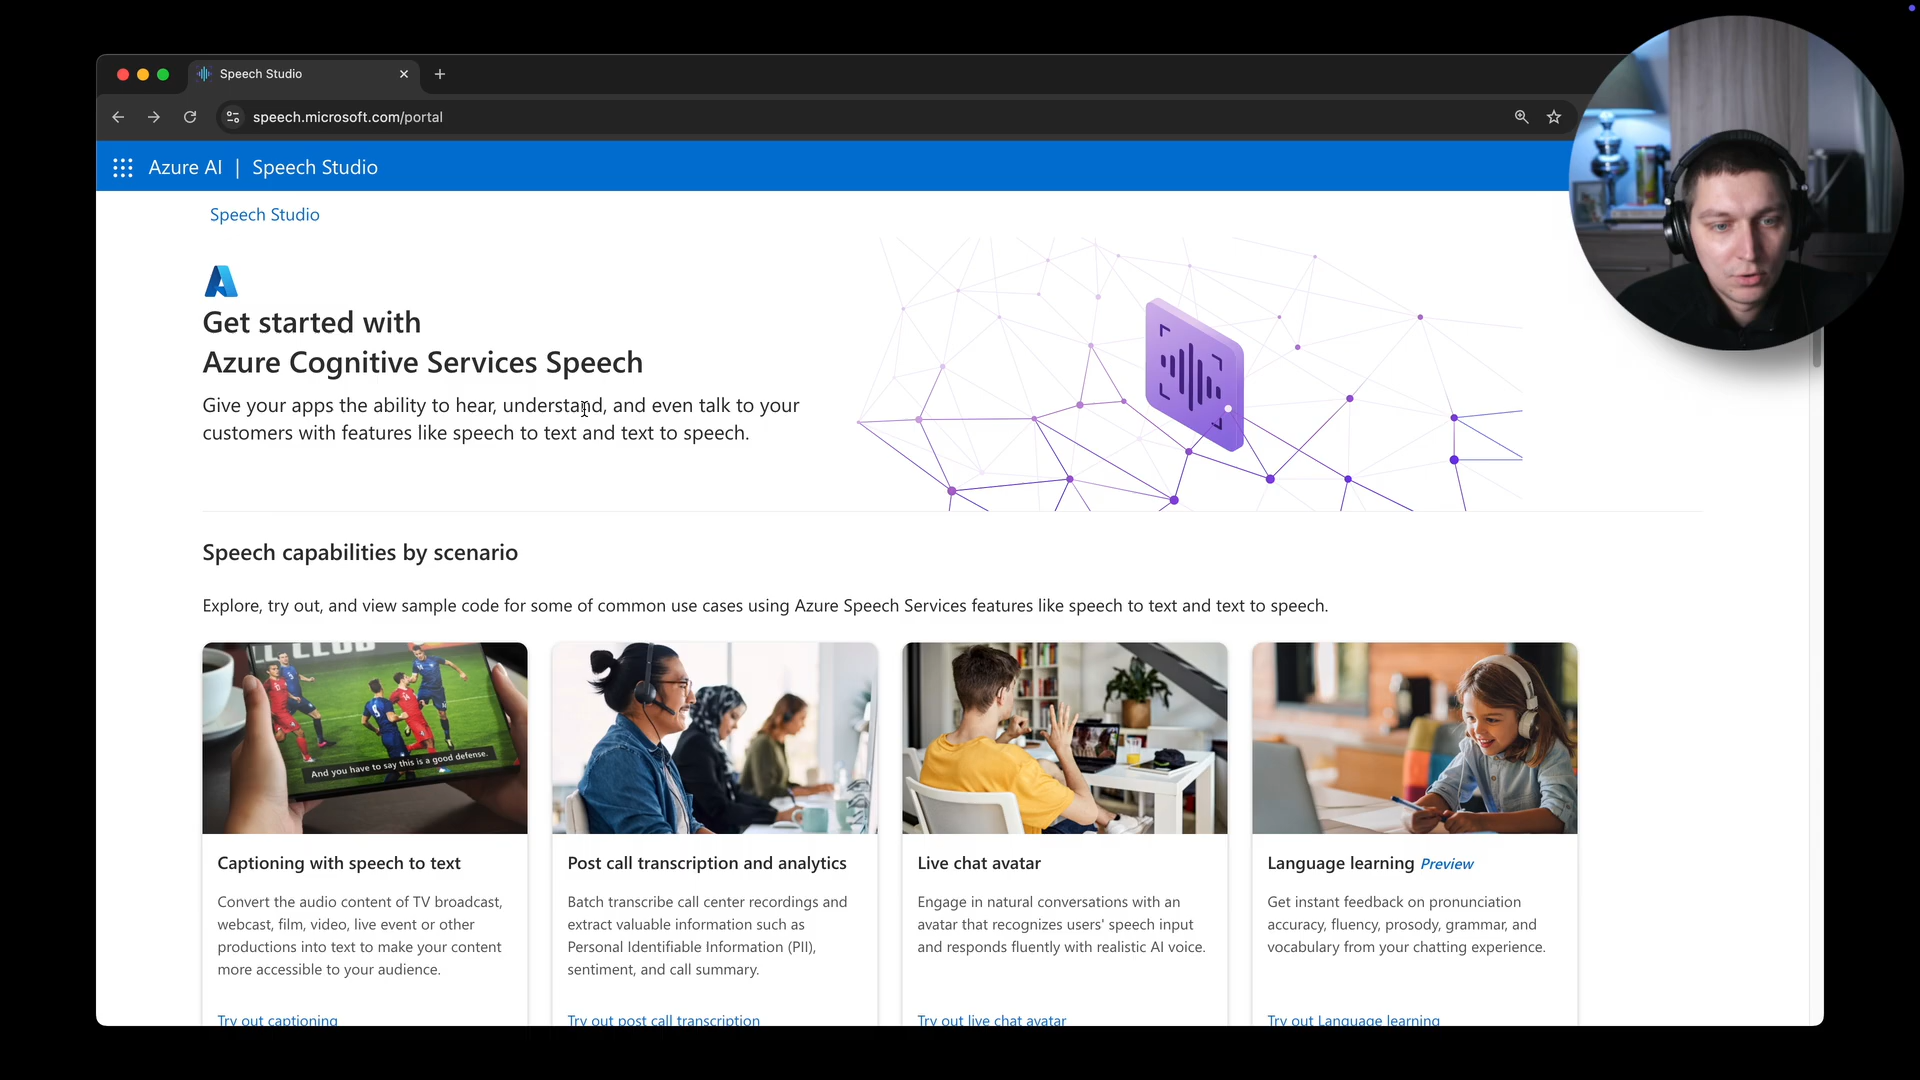 Speech Studio
speech.microsoft.com/portal
Azure AI | Speech Studio
Speech Studio
Get started with
Azure Cognitive Services Speech
Give your apps the ability to hear, understand, and even talk to your
customers with features like speech to text and text to speech.
Speech capabilities by scenario
Explore, try out, and view sample code for some of common use cases using Azure Speech Services features like speech to text and text to speech.
CLUB
And you have to say this is a good defense.
Captioning with speech to text
Convert the audio content of TV broadcast,
webcast, film, video, live event or other
productions into text to make your content
more accessible to your audience.
Try out captioning
Post call transcription and analytics
Batch transcribe call center recordings and
extract valuable information such as
Personal Identifiable Information (PII),
sentiment, and call summary.
Try out post call transcription
Live chat avatar
Engage in natural conversations with an
avatar that recognizes users' speech input
and responds fluently with realistic AI voice.
Try out live chat avatar
Language learning Preview
Get instant feedback on pronunciation
accuracy, fluency, prosody, grammar, and
vocabulary from your chatting experience.
Try out Language learning